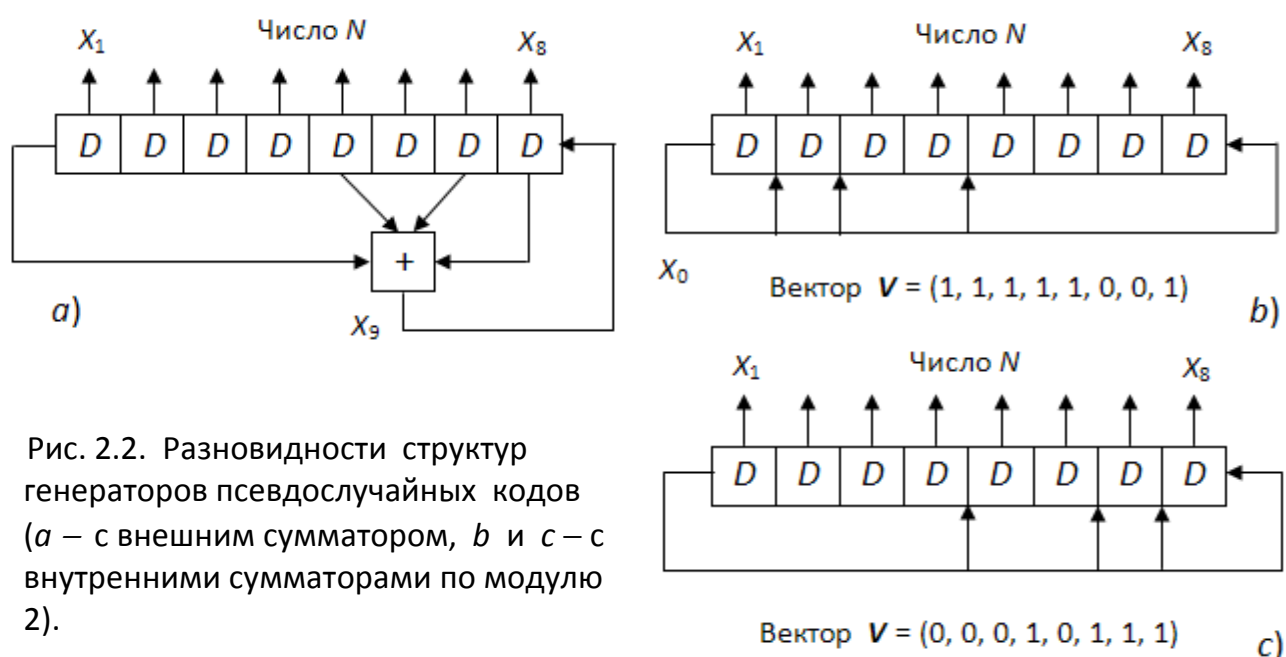 X1 Число N X8
D D D D D D D D
+
X9
a)
X1 Число N X8
D D D D D D D D
X0
Вектор V = (1, 1, 1, 1, 1, 0, 0, 1)
b)
X1 Число N X8
D D D D D D D D
Вектор V = (0, 0, 0, 1, 0, 1, 1, 1)
c)
Рис. 2.2. Разновидности структур
генераторов псевдослучайных кодов
(a – с внешним сумматором, b и c – с
внутренними сумматорами по модулю
2).